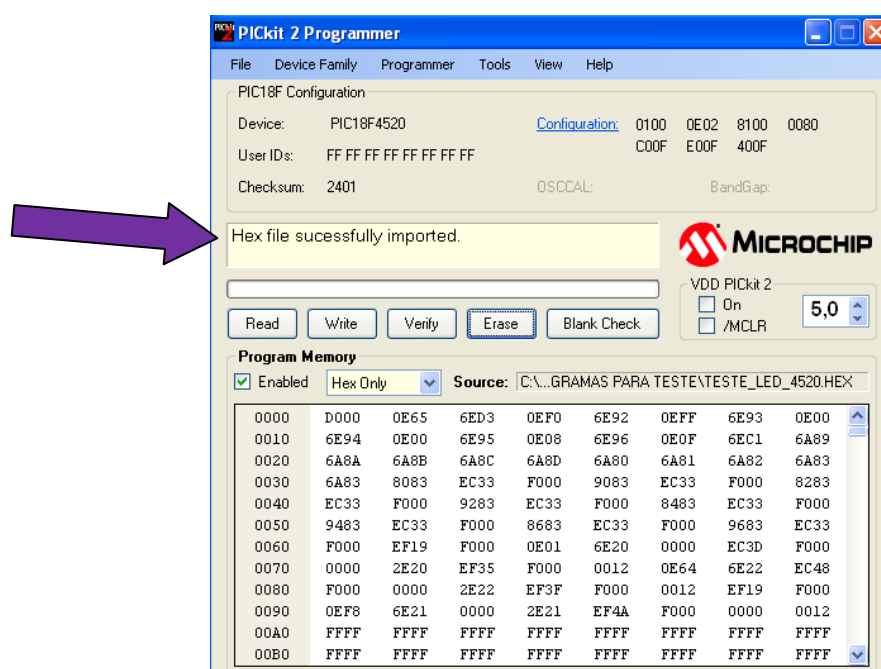 PICkit 2 Programmer
File Device Family Programmer Tools View Help
PIC18F Configuration
Device: PIC18F4520 Configuration: 0100 0E02 8100 0080
C00F E00F 400F
User IDs: FF FF FF FF FF FF FF FF
Checksum: 2401 OSCCAL: BandGap:
Hex file sucessfully imported.
MICROCHIP
VDD PICkit 2
On
/MCLR
5,0
Read Write Verify Erase Blank Check
Program Memory
Enabled Hex Only Source: C:\...GRAMAS PARA TESTE\TESTE_LED_4520.HEX
0000 D000 0E65 6ED3 0EF0 6E92 0EFF 6E93 0E00
0010 6E94 0E00 6E95 0E08 6E96 0E0F 6EC1 6A89
0020 6A8A 6A8B 6A8C 6A8D 6A80 6A81 6A82 6A83
0030 6A83 8083 EC33 F000 9083 EC33 F000 8283
0040 EC33 F000 9283 EC33 F000 8483 EC33 F000
0050 9483 EC33 F000 8683 EC33 F000 9683 EC33
0060 F000 EF19 F000 0E01 6E20 0000 EC3D F000
0070 0000 2E20 EF35 F000 0012 0E64 6E22 EC48
0080 F000 0000 2E22 EF3F F000 0012 EF19 F000
0090 0EF8 6E21 0000 2E21 EF4A F000 0000 0012
00A0 FFFF FFFF FFFF FFFF FFFF FFFF FFFF FFFF
00B0 FFFF FFFF FFFF FFFF FFFF FFFF FFFF FFFF